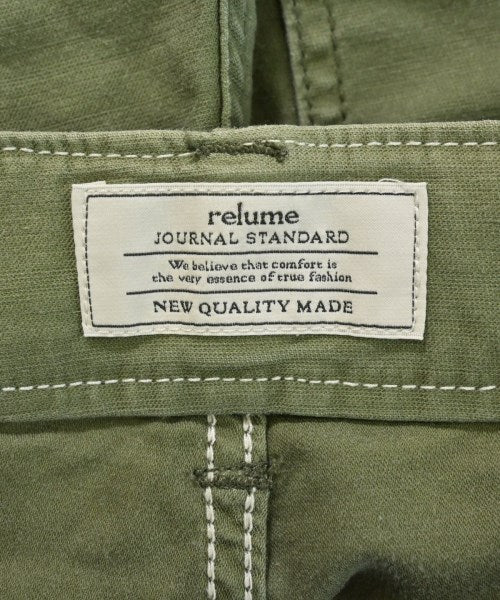 relume
JOURNAL STANDARD
We believe that comfort is
the very essence of true fashion
NEW QUALITY MADE